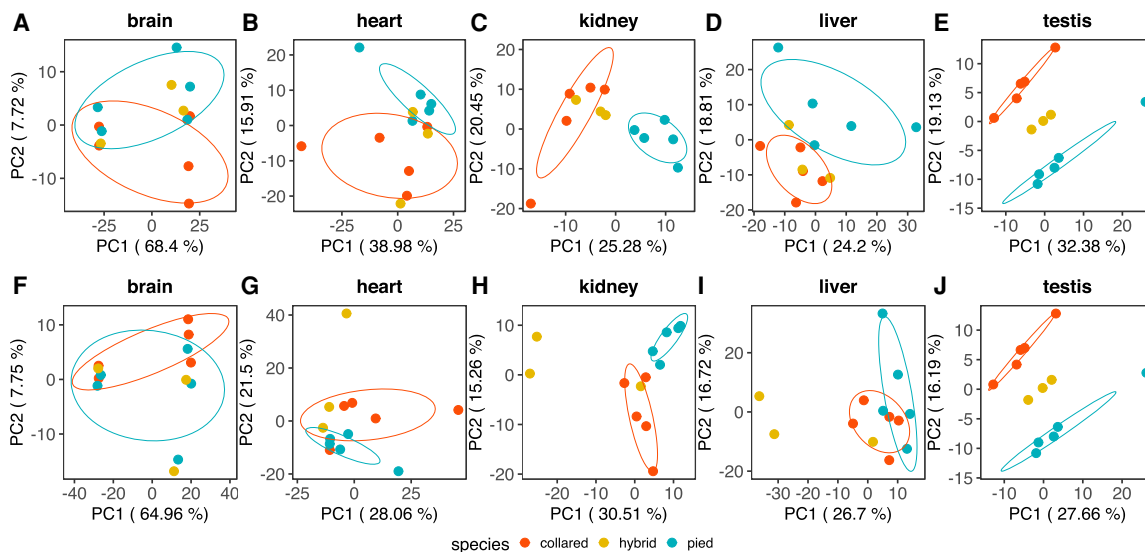 A brain B heart C kidney D liver E testis
PC2 ( 7.72 %) 10 0 -10
-25 0 25
PC1 ( 68.4 %)
PC2 ( 15.91 %) 20 10 0 -10 -20
-25 0 25
PC1 ( 38.98 %)
PC2 ( 20.45 %) 20 10 0 -10 -20
-10 0 10
PC1 ( 25.28 %)
PC2 ( 18.81 %) 20 10 0 -10 -20
-20 -10 0 10 20 30
PC1 ( 24.2 %)
PC2 ( 19.13 %) 10 5 0 -5 -10 -15
-10 0 10 20
PC1 ( 32.38 %)
F brain G heart H kidney I liver J testis
PC2 ( 7.75 %) 10 0 -10
-40 -20 0 20 40
PC1 ( 64.96 %)
PC2 ( 21.5 %) 40 20 0 -20
-25 0 25
PC1 ( 28.06 %)
PC2 ( 15.26 %) 10 0 -10 -20
-20 -10 0 10
PC1 ( 30.51 %)
PC2 ( 16.72 %) 20 0 -20
-30 -20 -10 0 10
PC1 ( 26.7 %)
PC2 ( 16.19 %) 10 5 0 -5 -10 -15
-10 0 10 20
PC1 ( 27.66 %)
species collared hybrid pied